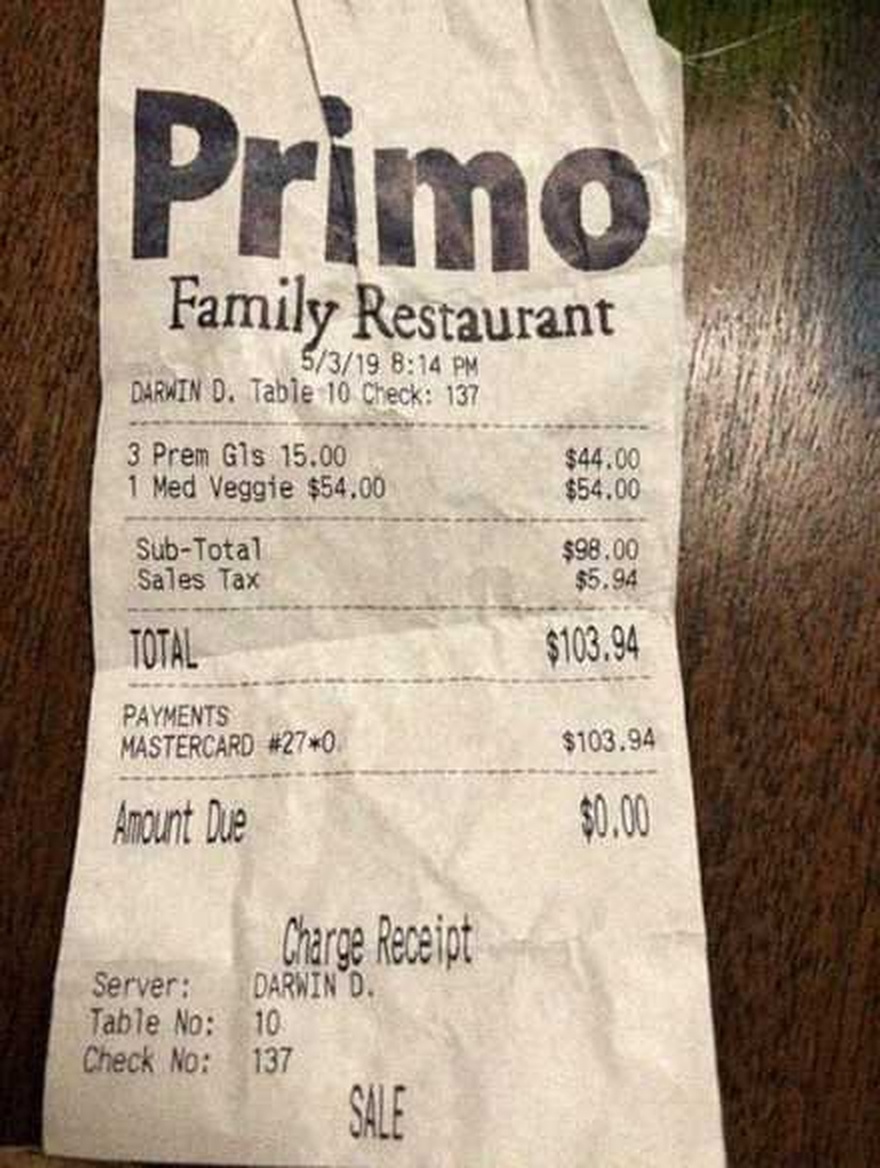 Primo
Family Restaurant
5/3/19 8:14 PM
DARWIN D. Table 10 Check: 137
3 Prem Gls 15.00 $44.00
1 Med Veggie $54.00 $54.00
Sub-Total $98.00
Sales Tax $5.94
TOTAL $103.94
PAYMENTS
MASTERCARD #27*0 $103.94
Amount Due $0.00
Charge Receipt
Server: DARWIN D.
Table No: 10
Check No: 137
SALE